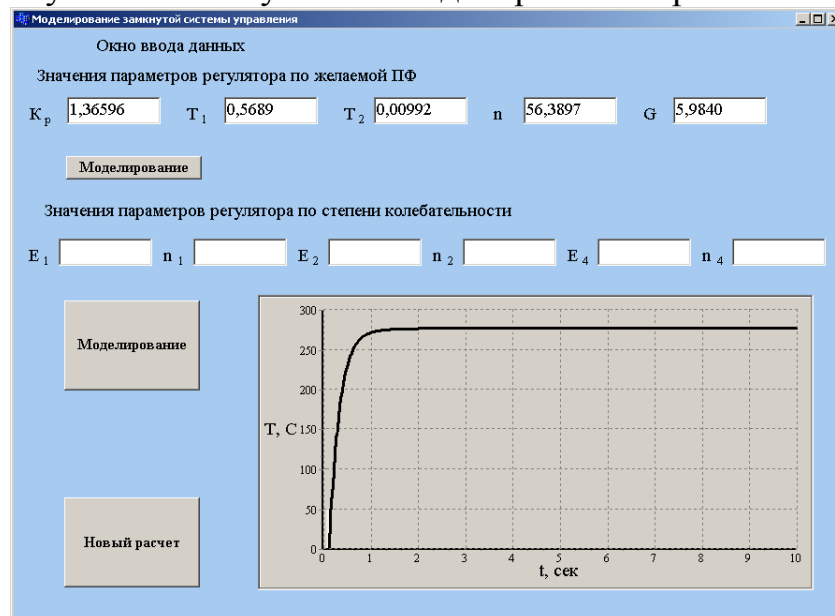 Моделирование замкнутой системы управления
Окно ввода данных
Значения параметров регулятора по желаемой ПФ
К р 1,36596 Т 1 0,5689 Т 2 0,00992 n 56,3897 G 5,9840
Моделирование
Значения параметров регулятора по степени колебательности
Е 1 n 1 Е 2 n 2 Е 4 n 4
Моделирование
300
250
200
Т, С 150
100
50
0
0 1 2 3 4 5 6 7 8 9 10
t, сек
Новый расчет